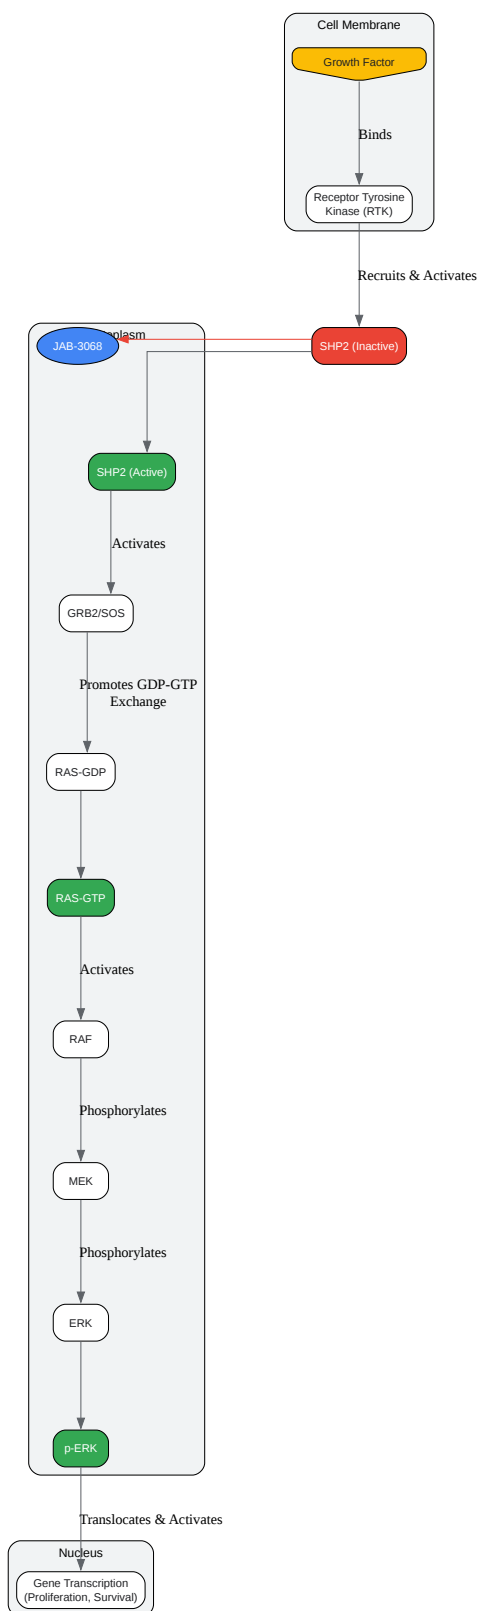 Cell Membrane
Growth Factor
Binds
Receptor Tyrosine
Kinase (RTK)
Recruits & Activates
JAB-3068
SHP2 (Inactive)
SHP2 (Active)
Activates
GRB2/SOS
Promotes GDP-GTP
Exchange
RAS-GDP
RAS-GTP
Activates
RAF
Phosphorylates
MEK
Phosphorylates
ERK
p-ERK
Translocates & Activates
Nucleus
Gene Transcription
(Proliferation, Survival)